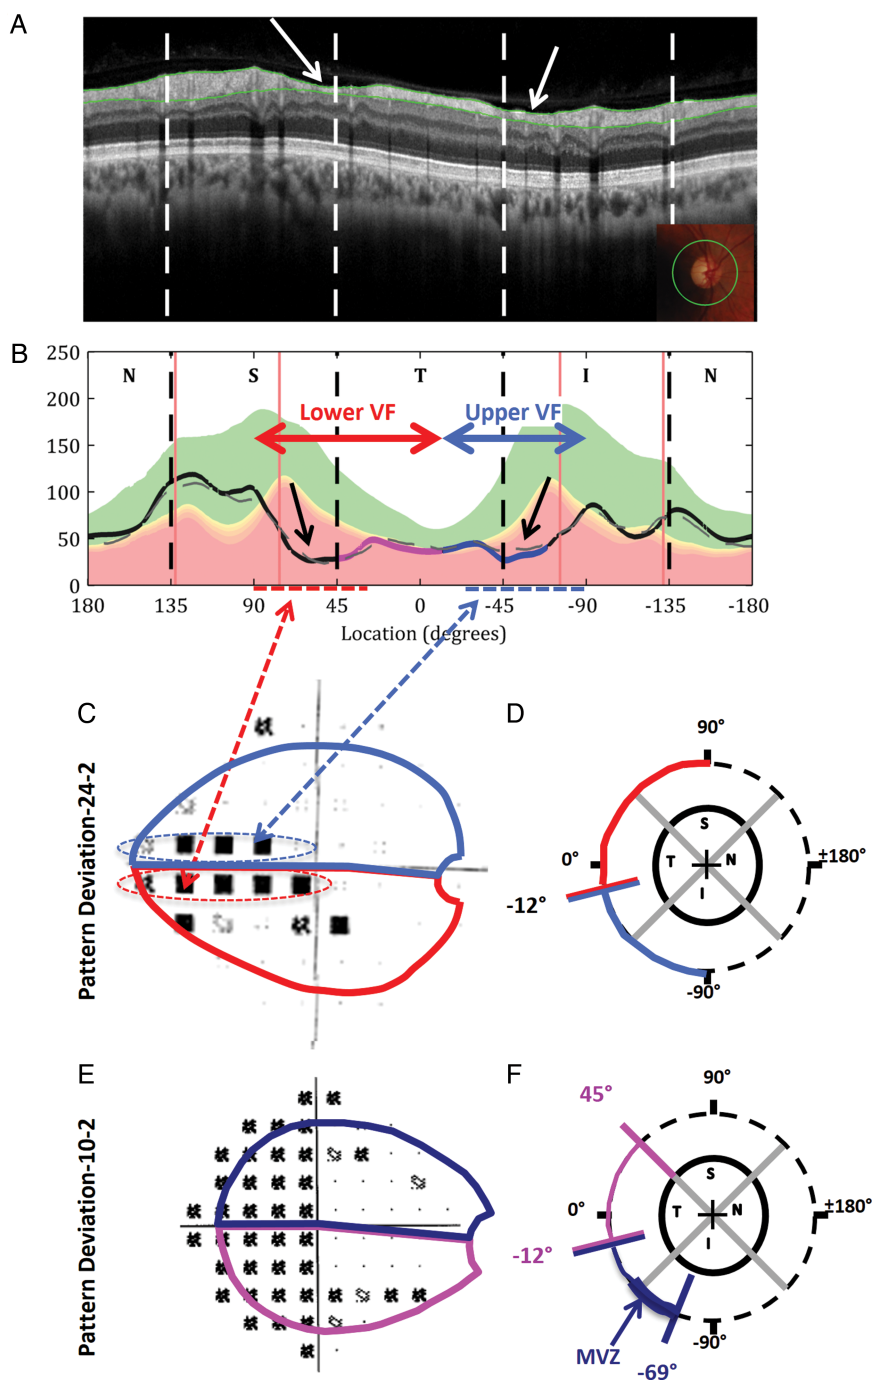 A
B
250
200
150
100
50
0
N S T I N
Lower VF Upper VF
180 135 90 45 0 -45 -90 -135 -180
Location (degrees)
C
Pattern Deviation-24-2
D
90°
0°
±180°
-12°
-90°
S
T N
I
E
Pattern Deviation-10-2
F
45°
90°
0°
±180°
-12°
-90°
-69°
MVZ
S
T N
I